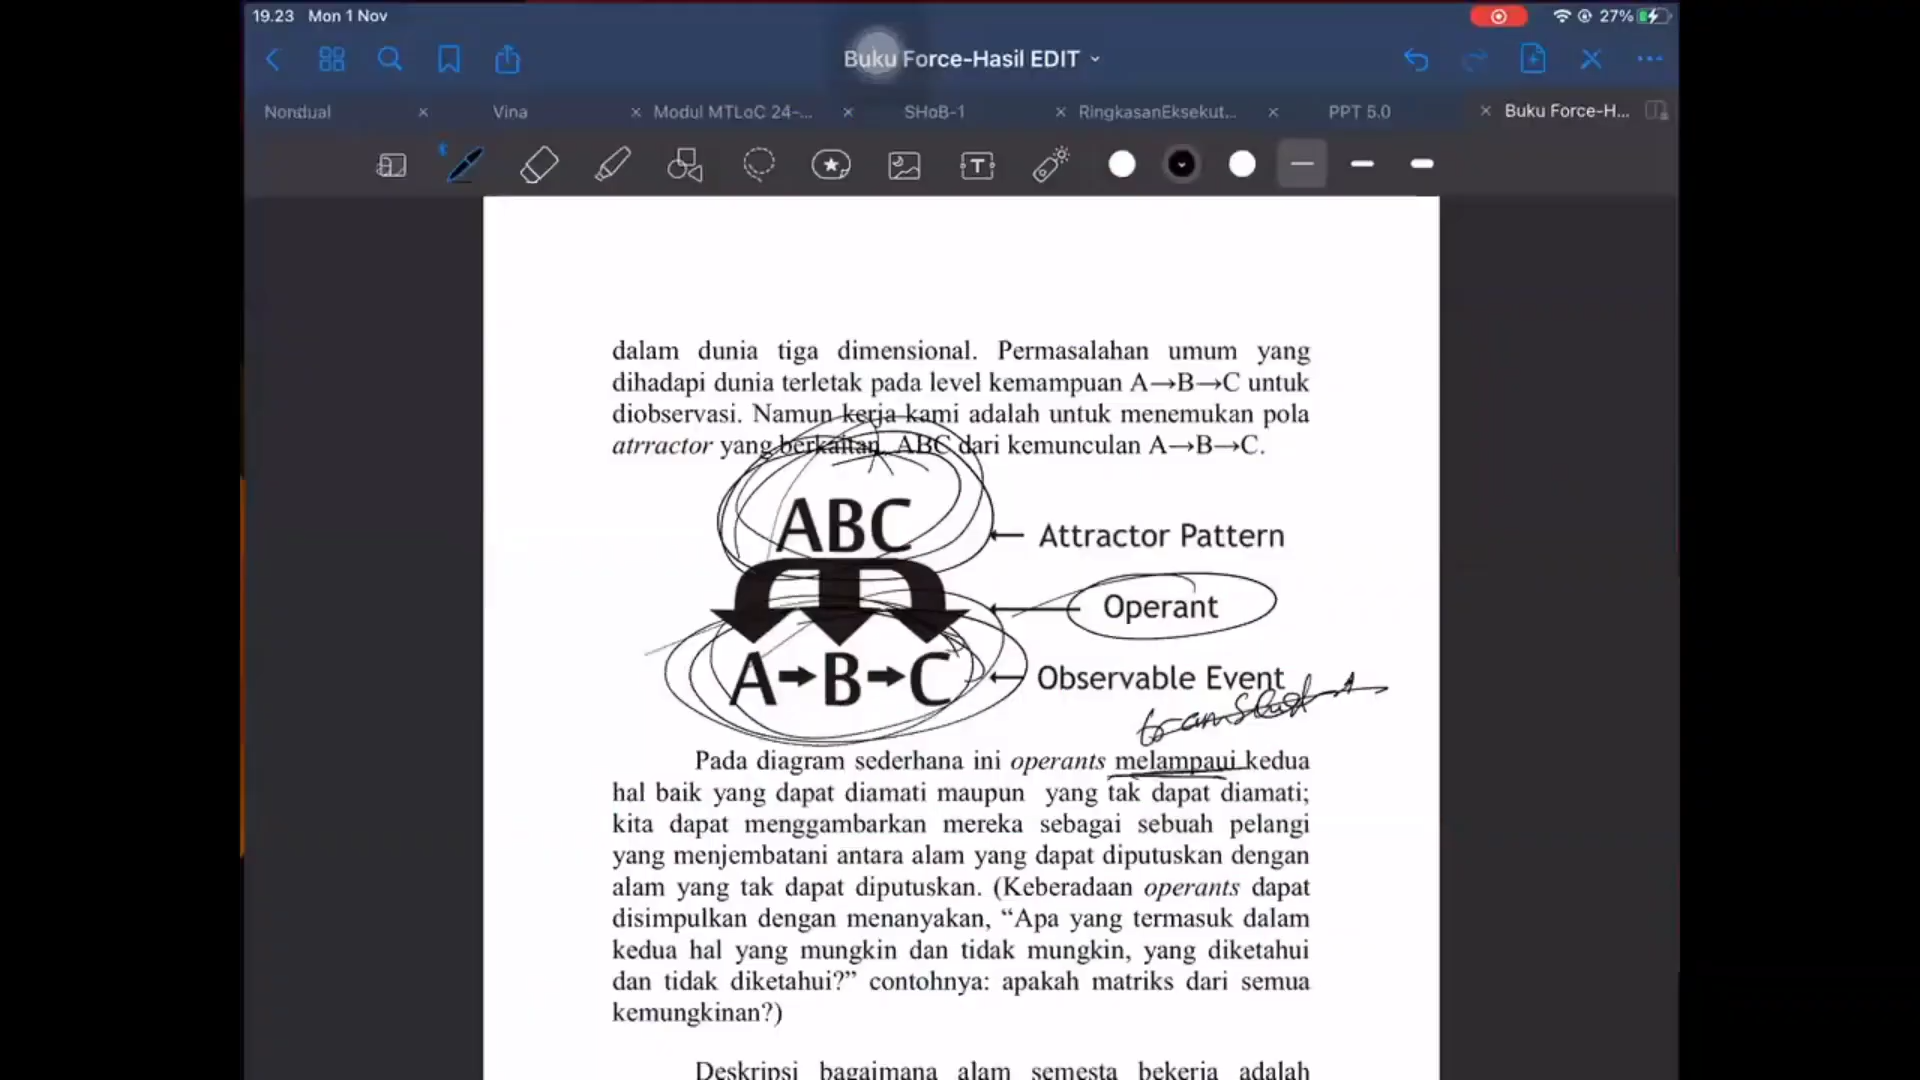 19.23 Mon 1 Nov
27%
Buku Force-Hasil EDIT
Nondual
Vina
Modul MTLoC 24-...
SHoB-1
RingkasanEksekut...
PPT 5.0
Buku Force-H...
dalam dunia tiga dimensional. Permasalahan umum yang
dihadapi dunia terletak pada level kemampuan A→B→C untuk
diobservasi. Namun kerja kami adalah untuk menemukan pola
atrractor yang berkaitan ABC dari kemunculan A→B→C.
ABC
← Attractor Pattern
← Operant
A→B→C
← Observable Event
Pada diagram sederhana ini operants melampaui kedua
hal baik yang dapat diamati maupun yang tak dapat diamati;
kita dapat menggambarkan mereka sebagai sebuah pelangi
yang menjembatani antara alam yang dapat diputuskan dengan
alam yang tak dapat diputuskan. (Keberadaan operants dapat
disimpulkan dengan menanyakan, “Apa yang termasuk dalam
kedua hal yang mungkin dan tidak mungkin, yang diketahui
dan tidak diketahui?” contohnya: apakah matriks dari semua
kemungkinan?)
Deskripsi bagaimana alam semesta bekerja adalah